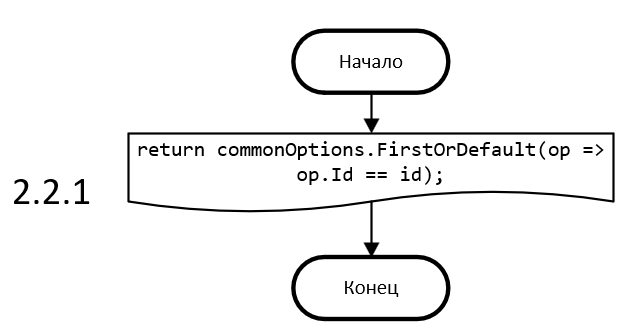 Начало
return commonOptions.FirstOrDefault(op =>
op.Id == id);
2.2.1
Конец